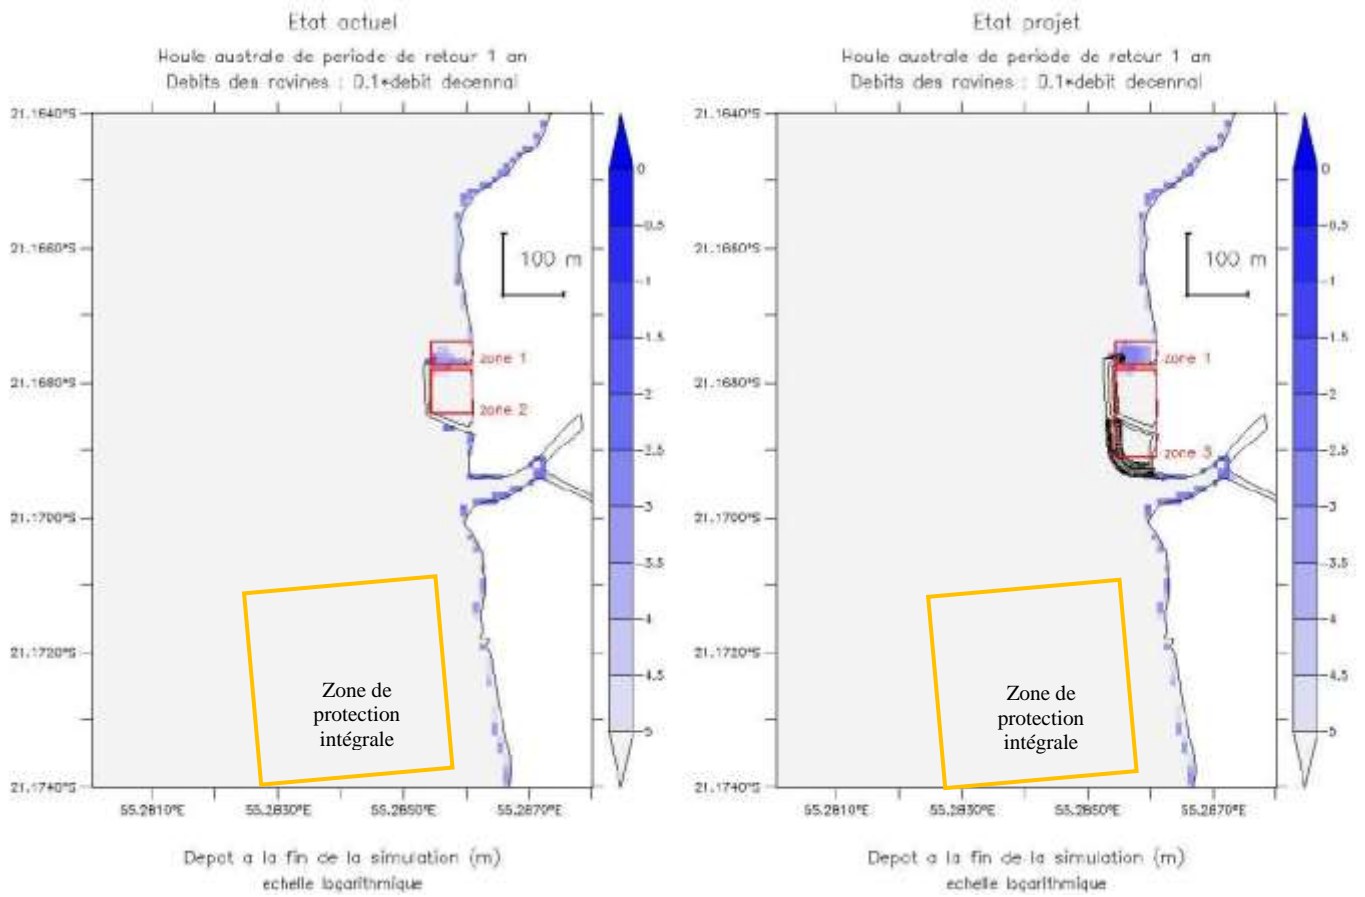 Etat actuel
Houle australe de periode de retour 1 an
Debits des ravines : 0.1*debit decennal
21.1640°S
21.1660°S
21.1680°S
21.1700°S
21.1720°S
21.1740°S
100 m
zone 1
zone 2
Zone de
protection
intégrale
55.2810°E
55.2830°E
55.2850°E
55.2870°E
0
-0.5
-1
-1.5
-2
-2.5
-3
-3.5
-4
-4.5
-5
Depot a la fin de la simulation (m)
echelle logarithmique
Etat projet
Houle australe de periode de retour 1 an
Debits des ravines : 0.1*debit decennal
21.1640°S
21.1660°S
21.1680°S
21.1700°S
21.1720°S
21.1740°S
100 m
zone 1
zone 3
Zone de
protection
intégrale
55.2810°E
55.2830°E
55.2850°E
55.2870°E
0
-0.5
-1
-1.5
-2
-2.5
-3
-3.5
-4
-4.5
-5
Depot a la fin de la simulation (m)
echelle logarithmique